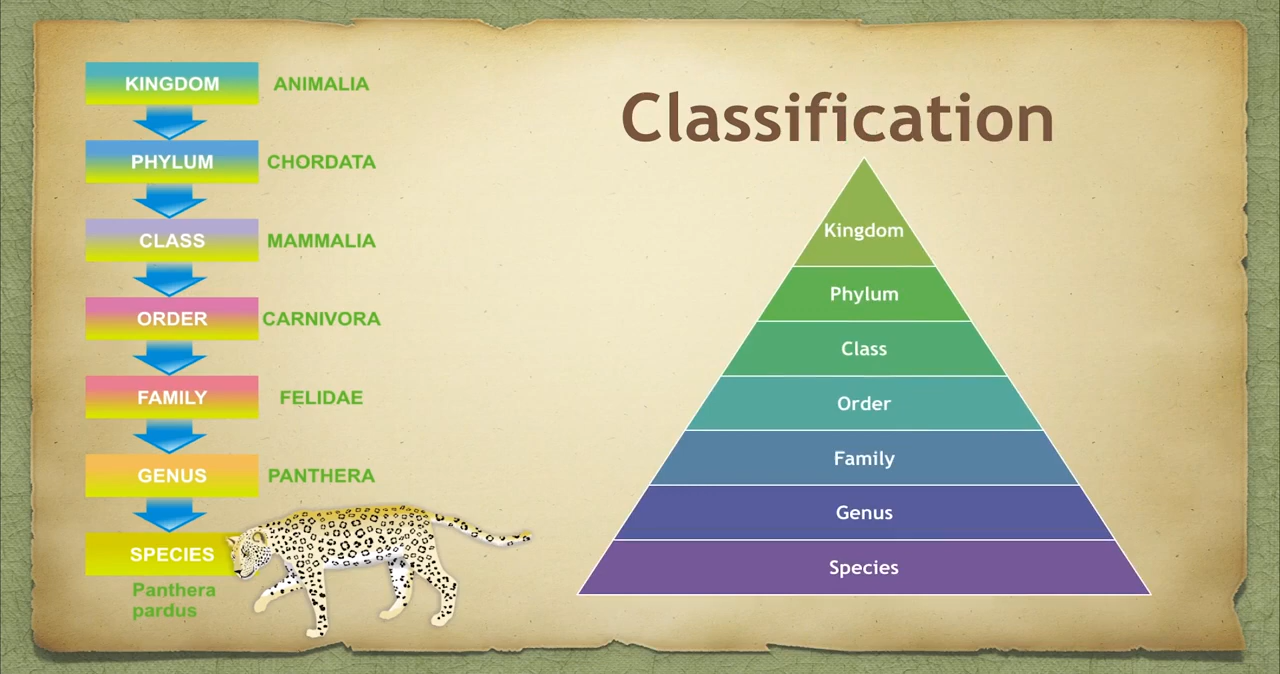 KINGDOM ANIMALIA
PHYLUM CHORDATA
CLASS MAMMALIA
ORDER CARNIVORA
FAMILY FELIDAE
GENUS PANTHERA
SPECIES
Panthera
pardus
Classification
Kingdom
Phylum
Class
Order
Family
Genus
Species